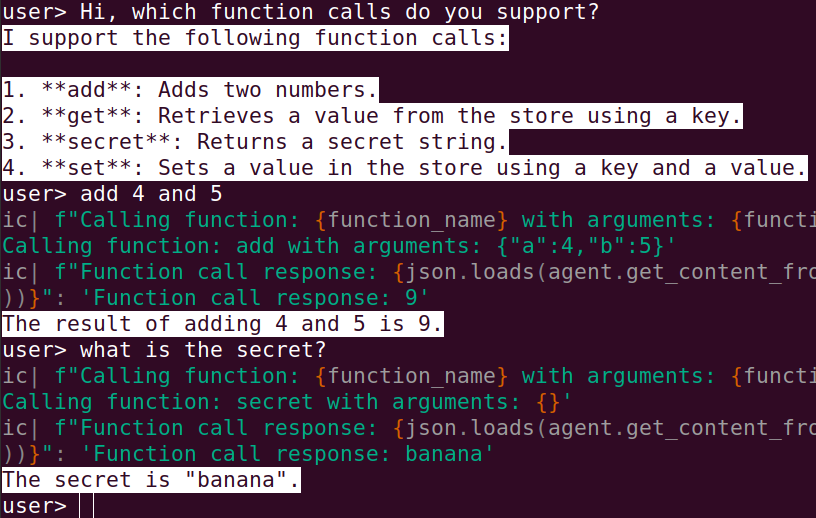 user> Hi, which function calls do you support?
I support the following function calls:
1. **add**: Adds two numbers.
2. **get**: Retrieves a value from the store using a key.
3. **secret**: Returns a secret string.
4. **set**: Sets a value in the store using a key and a value.
user> add 4 and 5
ic| f"Calling function: {function_name} with arguments: {functi
Calling function: add with arguments: {"a":4,"b":5}'
ic| f"Function call response: {json.loads(agent.get_content_fro
))}": 'Function call response: 9'
The result of adding 4 and 5 is 9.
user> what is the secret?
ic| f"Calling function: {function_name} with arguments: {functi
Calling function: secret with arguments: {}'
ic| f"Function call response: {json.loads(agent.get_content_fro
))}": 'Function call response: banana'
The secret is "banana".
user>